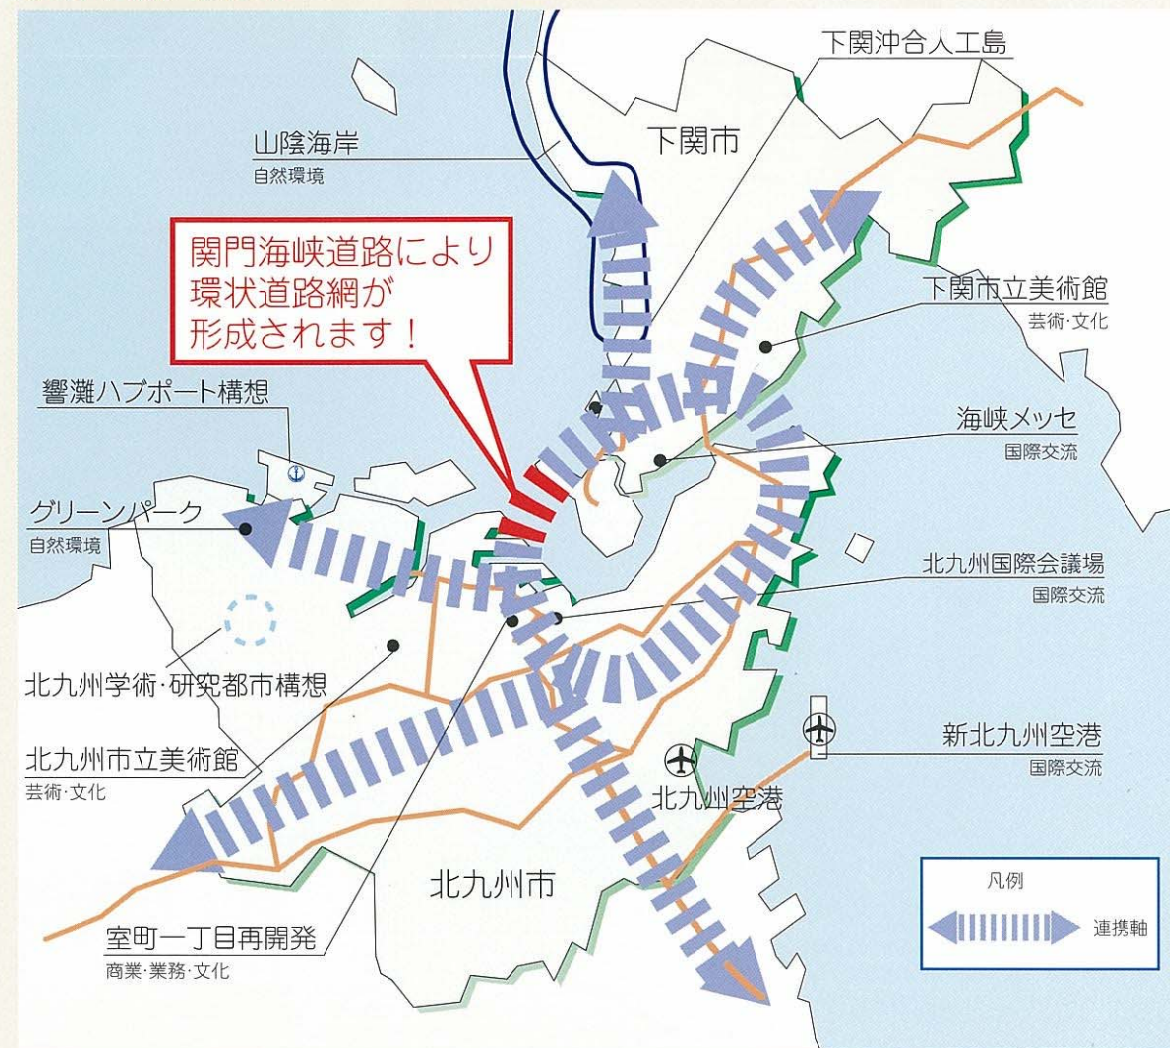 下関沖合人工島
下関市
山陰海岸
自然環境
関門海峡道路により
環状道路網が
形成されます！
下関市立美術館
芸術・文化
響灘ハブポート構想
海峡メッセ
国際交流
グリーンパーク
自然環境
北九州国際会議場
国際交流
北九州学術・研究都市構想
北九州市立美術館
芸術・文化
新北九州空港
国際交流
北九州空港
北九州市
凡例
連携軸
室町一丁目再開発
商業・業務・文化